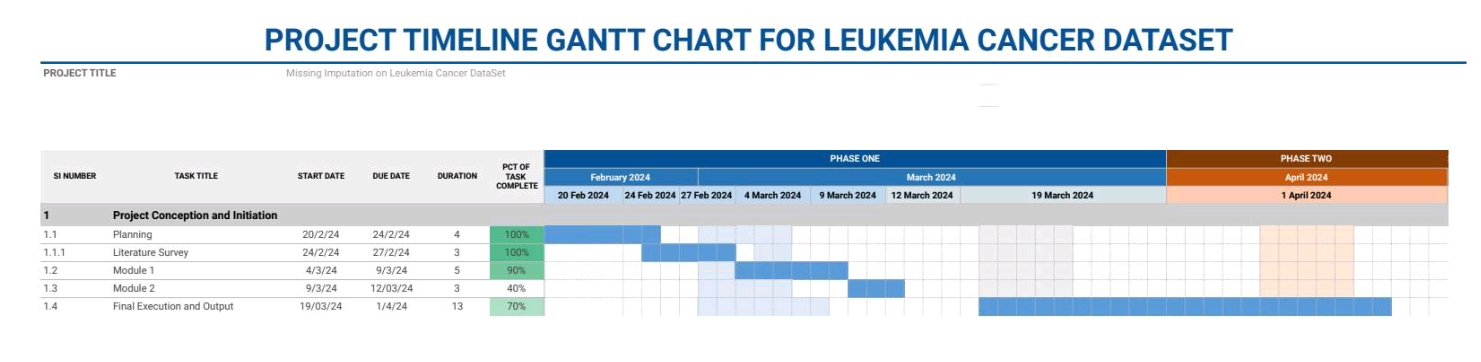 PROJECT TIMELINE GANTT CHART FOR LEUKEMIA CANCER DATASET
PROJECT TITLE Missing Imputation on Leukemia Cancer DataSet
SI NUMBER TASK TITLE START DATE DUE DATE DURATION PCT OF TASK COMPLETE PHASE ONE PHASE TWO
February 2024 March 2024 April 2024
20 Feb 2024 24 Feb 2024 27 Feb 2024 4 March 2024 9 March 2024 12 March 2024 19 March 2024 1 April 2024
1 Project Conception and Initiation
1.1 Planning 20/2/24 24/2/24 4 100%
1.1.1 Literature Survey 24/2/24 27/2/24 3 100%
1.2 Module 1 4/3/24 9/3/24 5 90%
1.3 Module 2 9/3/24 12/03/24 3 40%
1.4 Final Execution and Output 19/03/24 1/4/24 13 70%